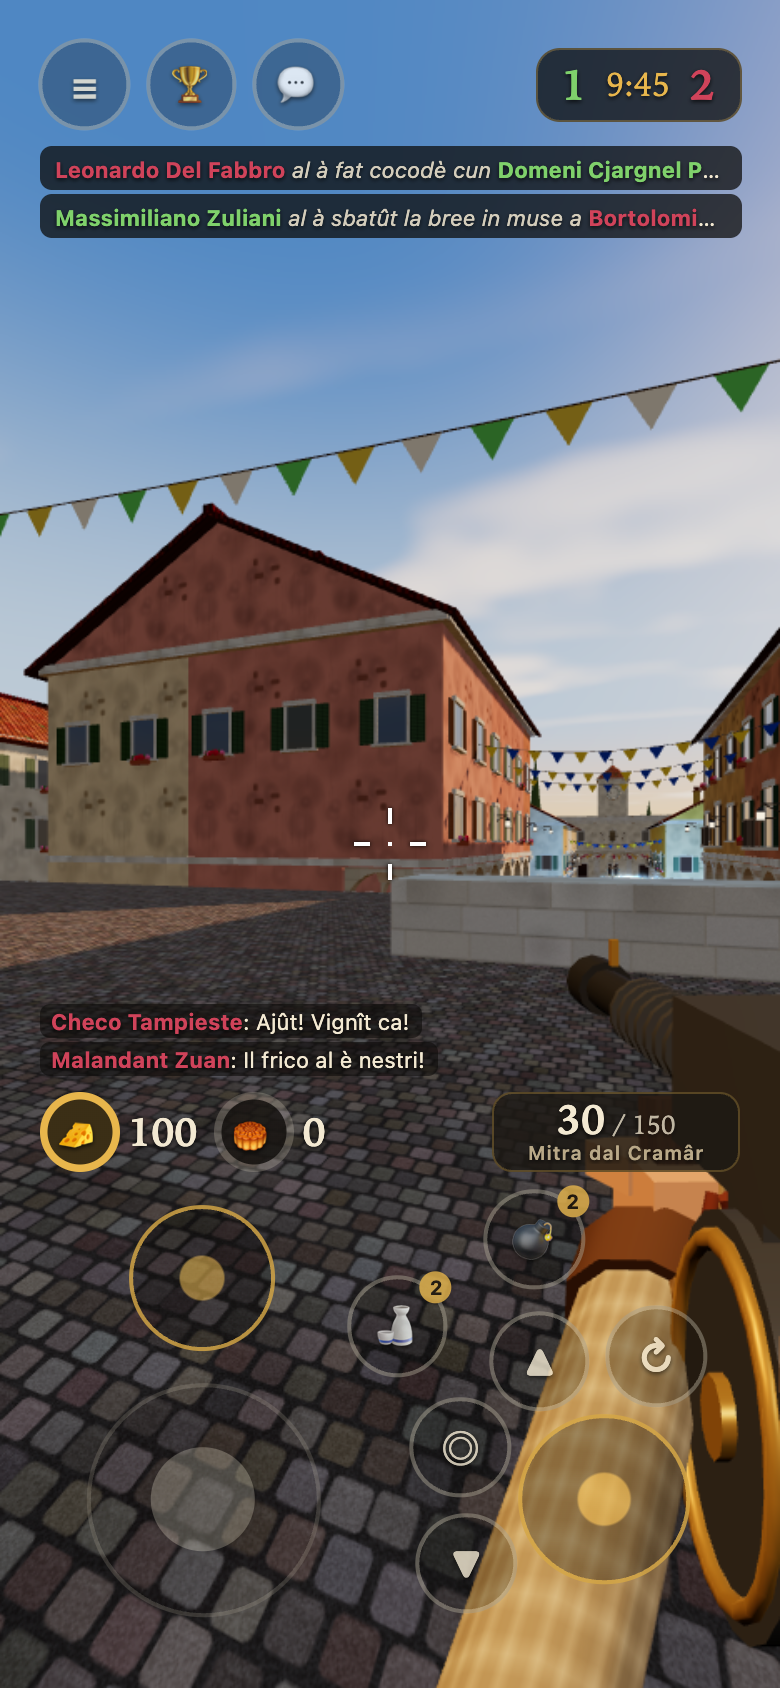 1 9:45 2
Leonardo Del Fabbro al à fat cocodè cun Domeni Cjargnel P...
Massimiliano Zuliani al à sbatût la bree in muse a Bortolomi...
Checo Tampieste: Ajût! Vignît ca!
Malandant Zuan: Il frico al è nestri!
100 0
30 / 150
Mitra dal Cramâr
2
2